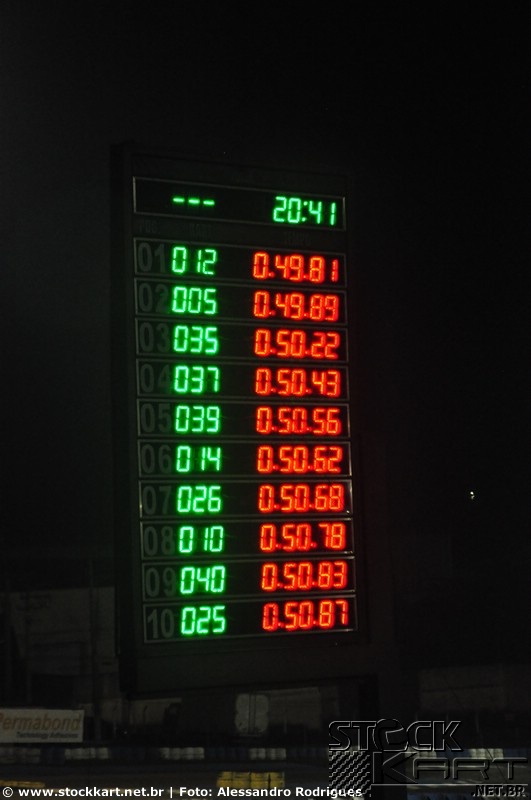 --- 20:41
01 012 0.49.81
02 005 0.49.89
03 035 0.50.22
04 037 0.50.43
05 039 0.50.56
06 014 0.50.62
07 026 0.50.68
08 010 0.50.78
09 040 0.50.83
10 025 0.50.87
Permabond
Technology Adhesive
STOCK
KART
.NET.BR
www.stockkart.net.br | Foto: Alessandro Rodrigues